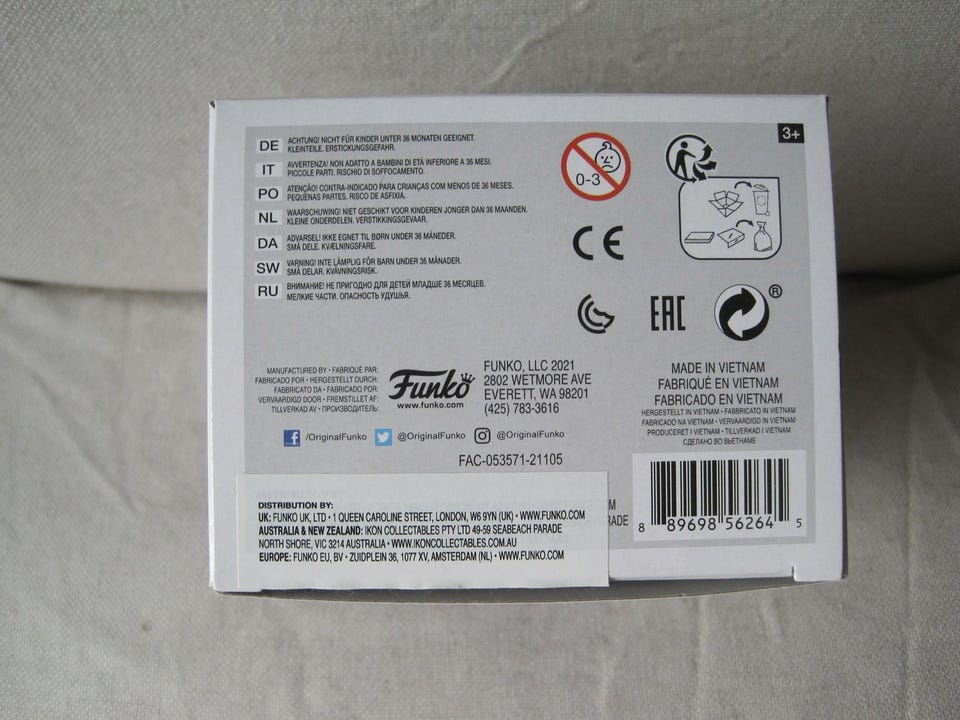 3+
DE ACHTUNG! NICHT FÜR KINDER UNTER 36 MONATEN GEEIGNET.
KLEINTEILE. ERSTICKUNGSGEFAHR.
IT AVVERTENZA! NON ADATTO A BAMBINI DI ETÀ INFERIORE A 36 MESI.
PICCOLE PARTI. RISCHIO DI SOFFOCAMENTO.
PO ATENÇÃO! CONTRA-INDICADO PARA CRIANÇAS COM MENOS DE 36 MESES.
PEQUENAS PARTES. RISCO DE ASFIXIA.
NL WAARSCHUWING! NIET GESCHIKT VOOR KINDEREN JONGER DAN 36 MAANDEN.
KLEINE ONDERDELEN. VERSTIKKINGSGEVAAR.
DA ADVARSEL! IKKE EGNET TIL BØRN UNDER 36 MÅNEDER.
SMÅ DELE. KVÆLNINGSFARE.
SW VARNING! INTE LÄMPLIG FÖR BARN UNDER 36 MÅNADER.
SMÅ DELAR. KVÄVNINGSRISK.
RU ВНИМАНИЕ! НЕ ПРИГОДНО ДЛЯ ДЕТЕЙ МЛАДШЕ 36 МЕСЯЦЕВ.
МЕЛКИЕ ЧАСТИ. ОПАСНОСТЬ УДУШЬЯ.
0-3
CE
EAC
®
MANUFACTURED BY • FABRIQUÉ PAR:
FABRICADO POR • HERGESTELLT DURCH:
FABBRICATO DA • FABRICADO POR:
VERVAARDIGD DOOR • FREMSTILLET AF:
TILLVERKAD AV • ПРОИЗВОДИТЕЛЬ:
Funko
www.funko.com
FUNKO, LLC 2021
2802 WETMORE AVE
EVERETT, WA 98201
(425) 783-3616
/OriginalFunko @OriginalFunko @OriginalFunko
FAC-053571-21105
MADE IN VIETNAM
FABRIQUÉ EN VIETNAM
FABRICADO EN VIETNAM
HERGESTELLT IN VIETNAM • FABBRICATO IN VIETNAM
FABRICADO NA VIETNAM • VERVAARDIGD IN VIETNAM
PRODUCERET I VIETNAM • TILLVERKAD I VIETNAM
СДЕЛАНО ВО ВЬЕТНАМЕ
DISTRIBUTION BY:
UK: FUNKO UK, LTD • 1 QUEEN CAROLINE STREET, LONDON, W6 9YN (UK) • WWW.FUNKO.COM
AUSTRALIA & NEW ZEALAND: IKON COLLECTABLES PTY LTD 49-59 SEABEACH PARADE
NORTH SHORE, VIC 3214 AUSTRALIA • WWW.IKONCOLLECTABLES.COM.AU
EUROPE: FUNKO EU, BV • ZUIDPLEIN 36, 1077 XV, AMSTERDAM (NL) • WWW.FUNKO.COM
M
RADE
8 89698 56264 5